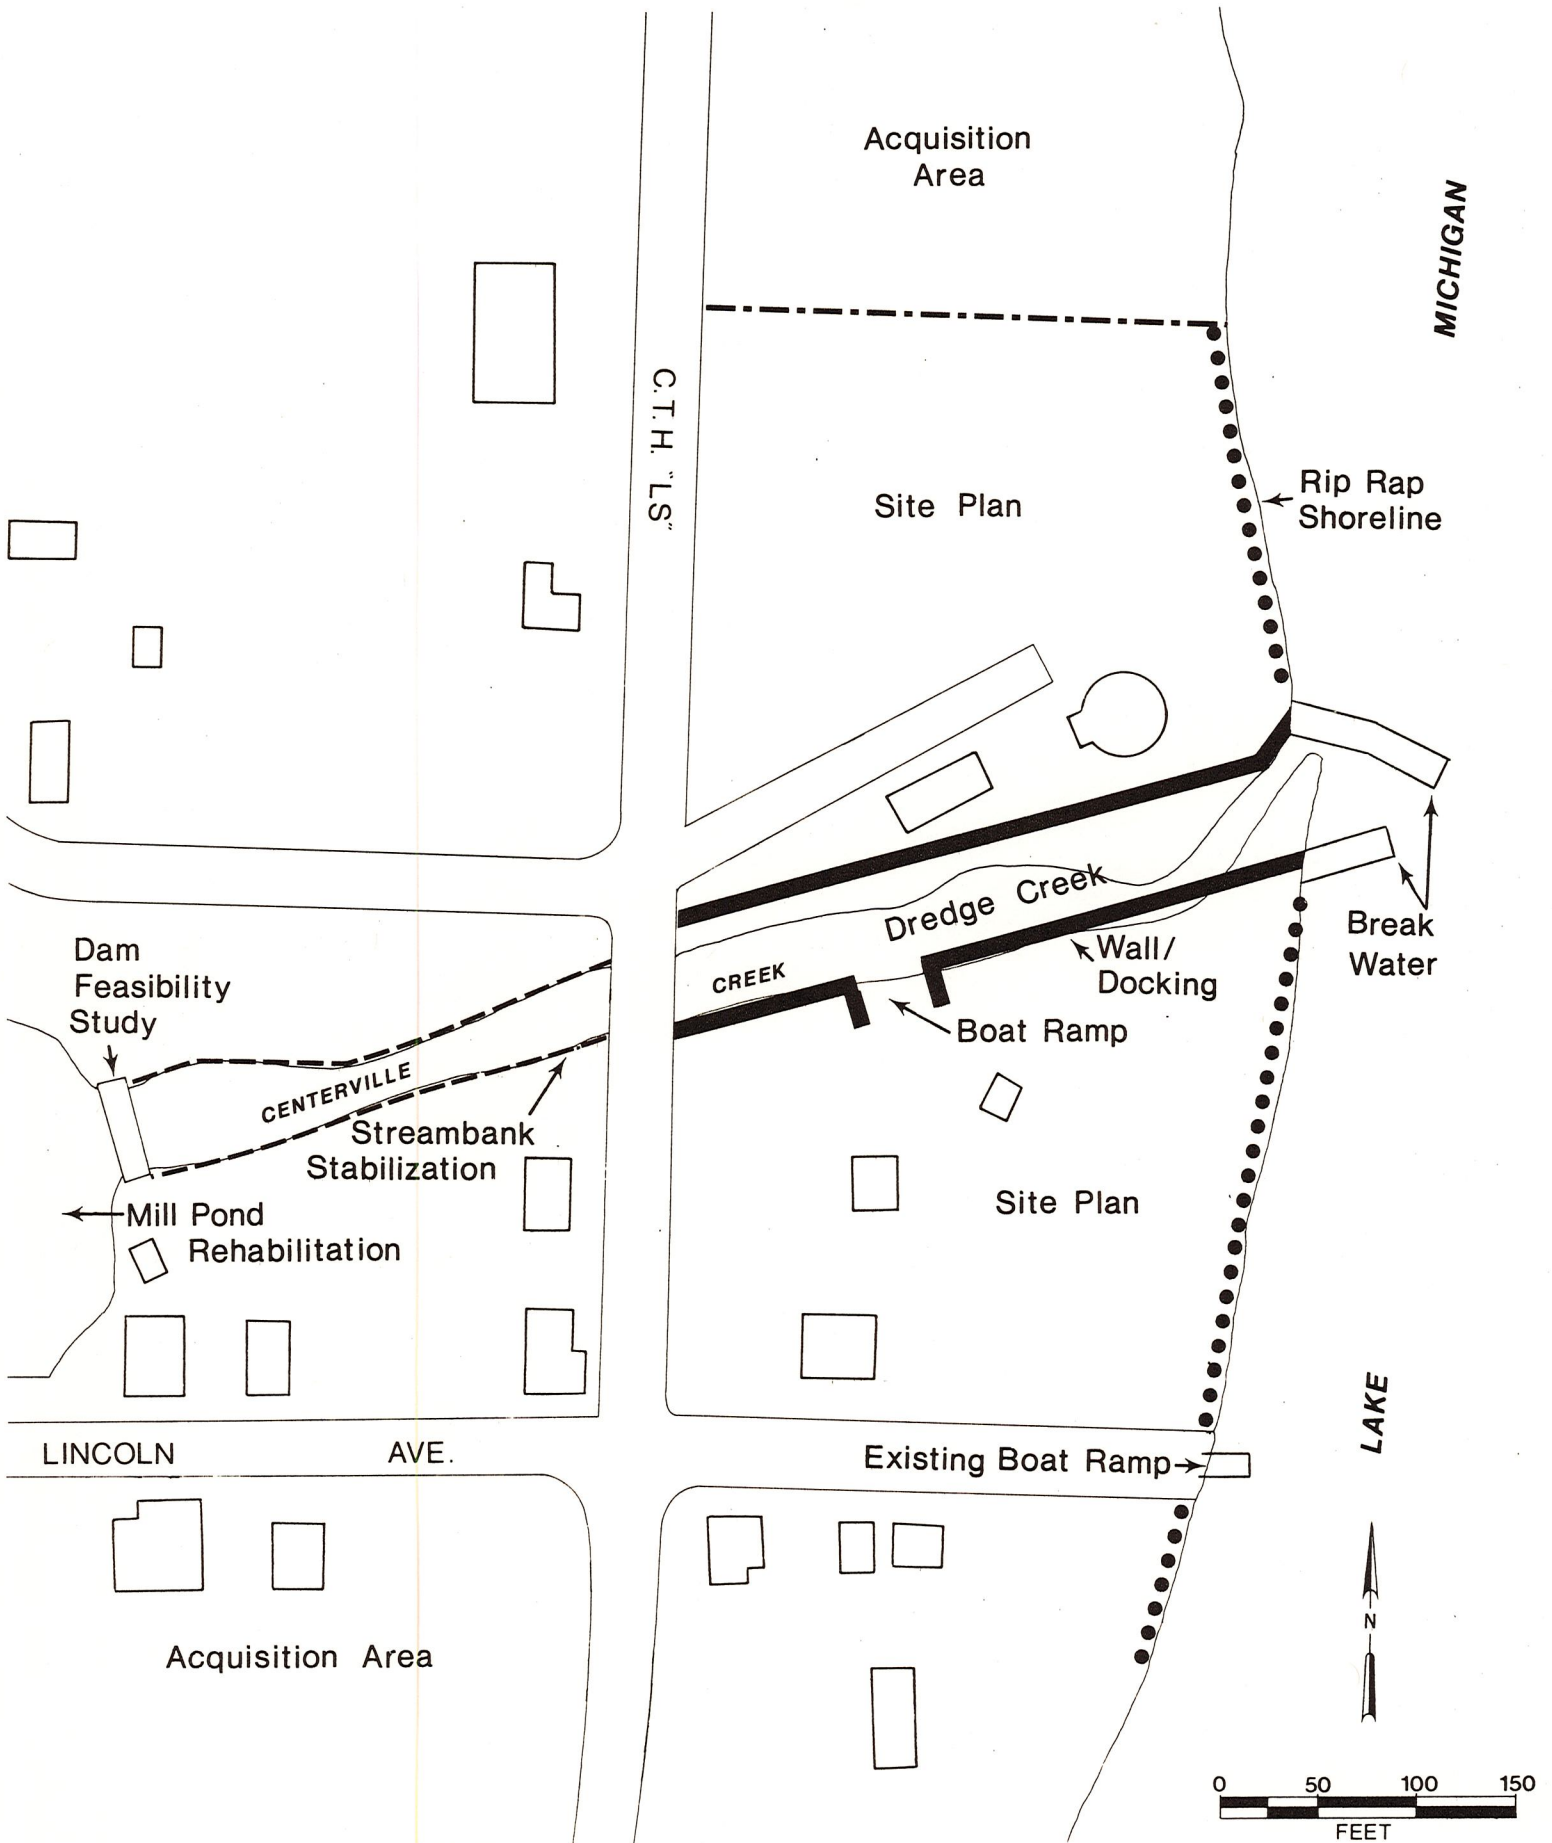 Acquisition
Area
MICHIGAN
C.T.H. "LS"
Rip Rap
Shoreline
Site Plan
Dredge Creek
Break
Water
Wall/
Docking
CREEK
Boat Ramp
Dam
Feasibility
Study
CENTERVILLE
Streambank
Stabilization
Mill Pond
Rehabilitation
Site Plan
LAKE
LINCOLN AVE.
Existing Boat Ramp
N
Acquisition Area
0 50 100 150
FEET